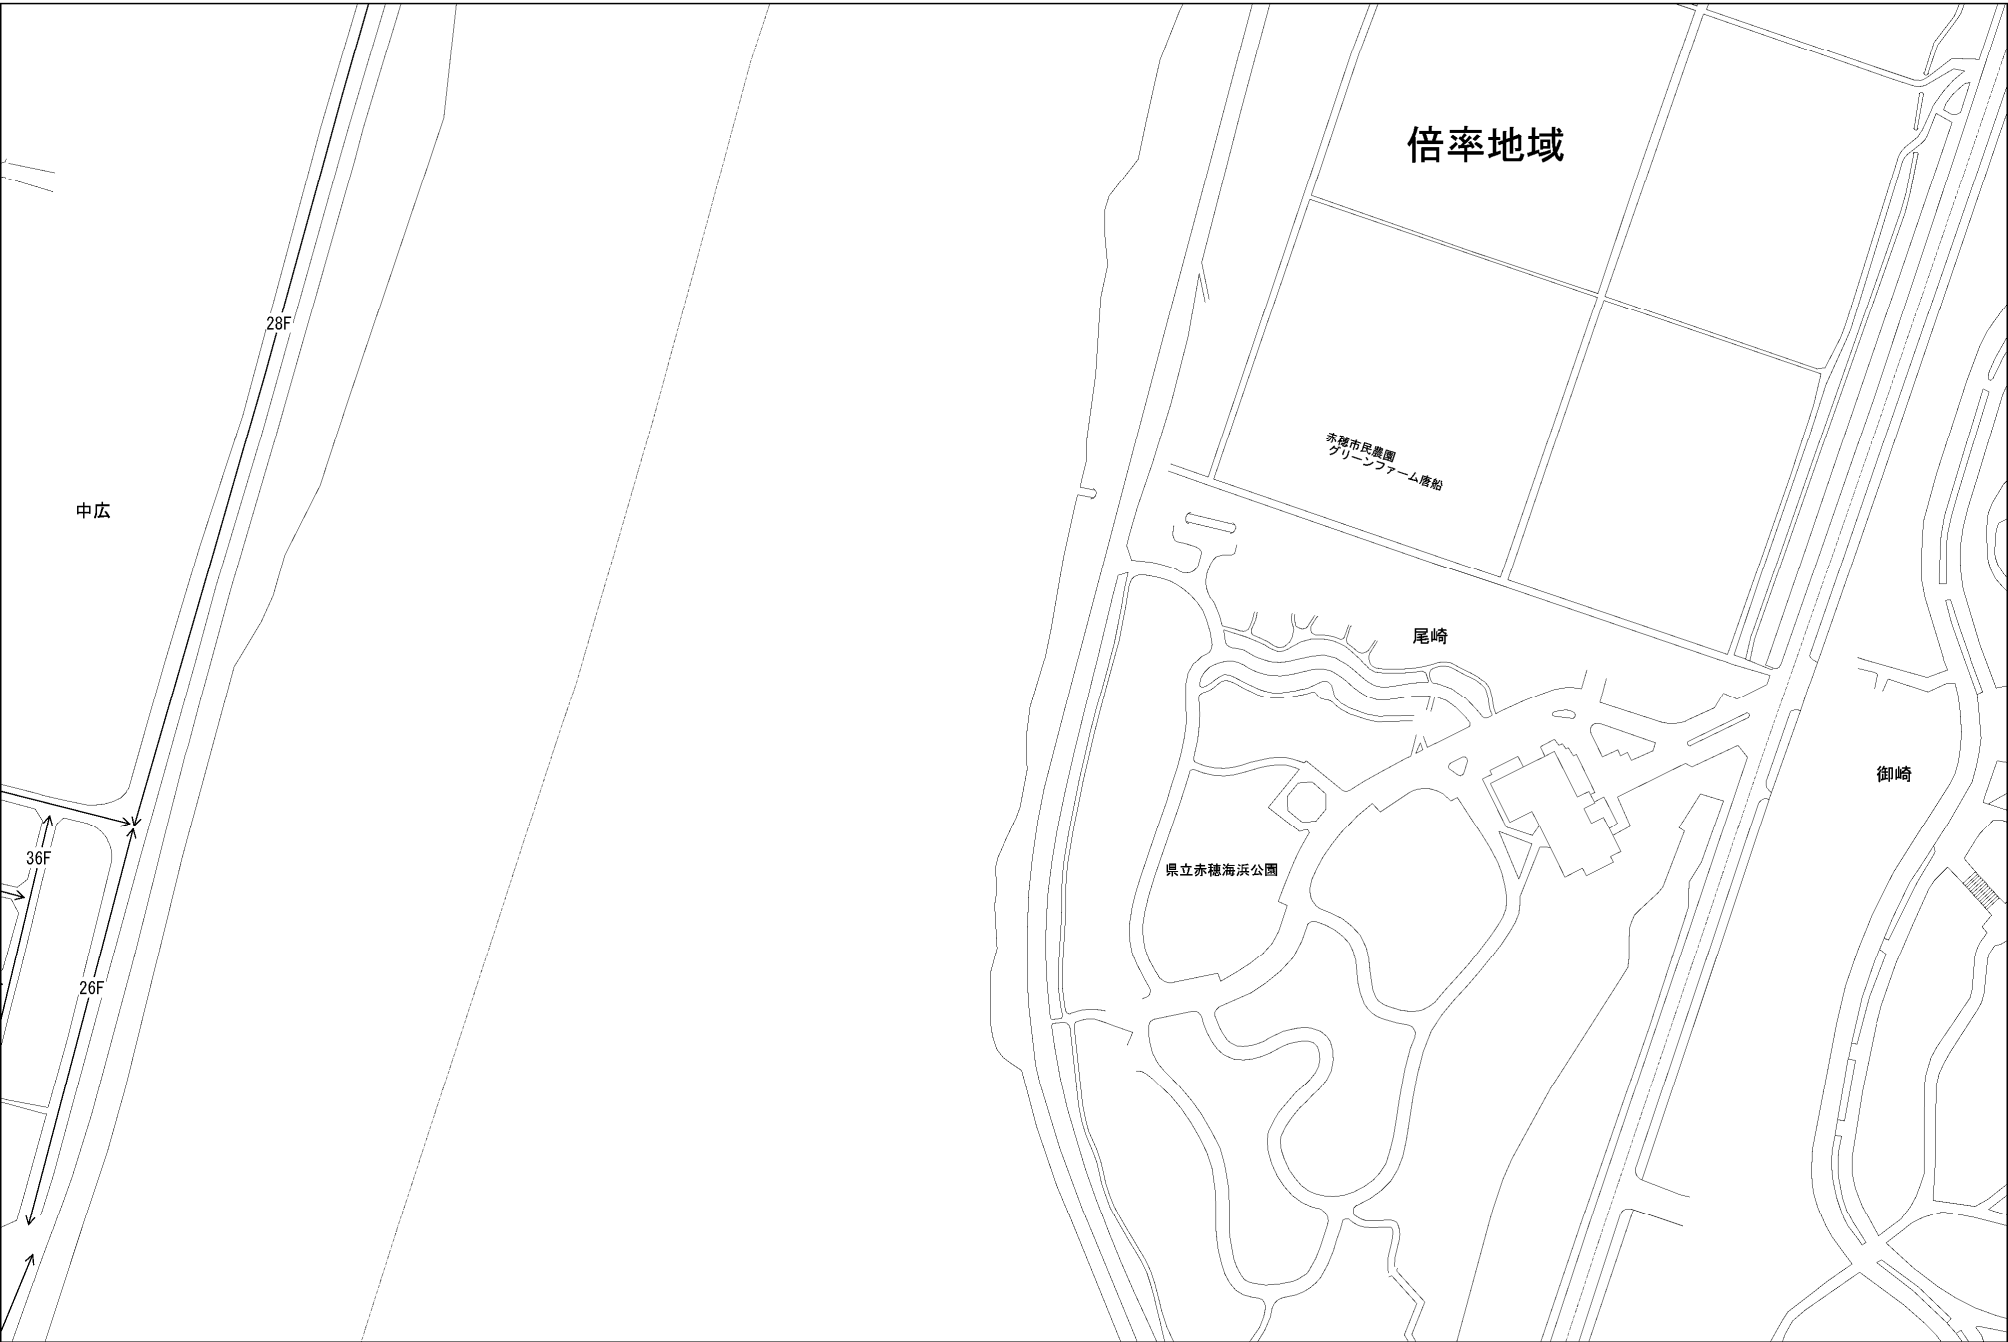 倍率地域
28F
赤穂市民農園
グリーンファーム唐船
中広
尾崎
御崎
36F
県立赤穂海浜公園
26F